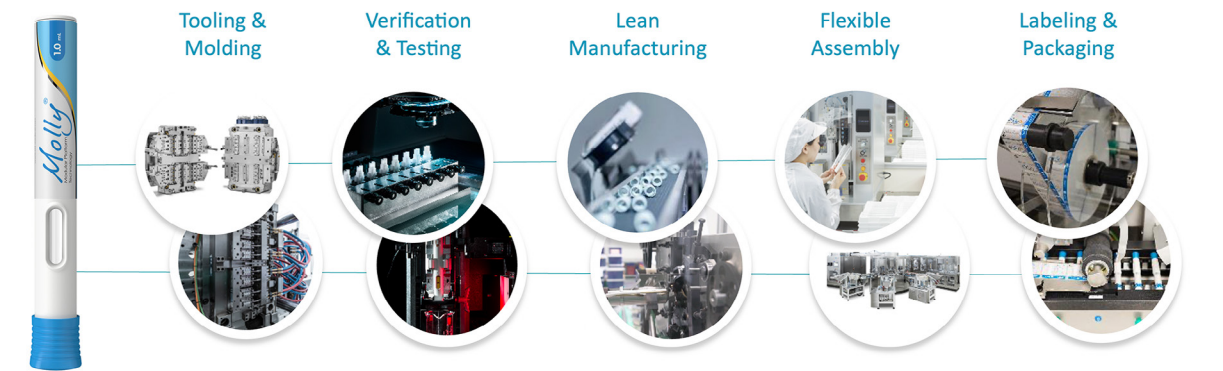 Tooling &
Molding
Verification
& Testing
Lean
Manufacturing
Flexible
Assembly
Labeling &
Packaging
1.0 mL
Molly®